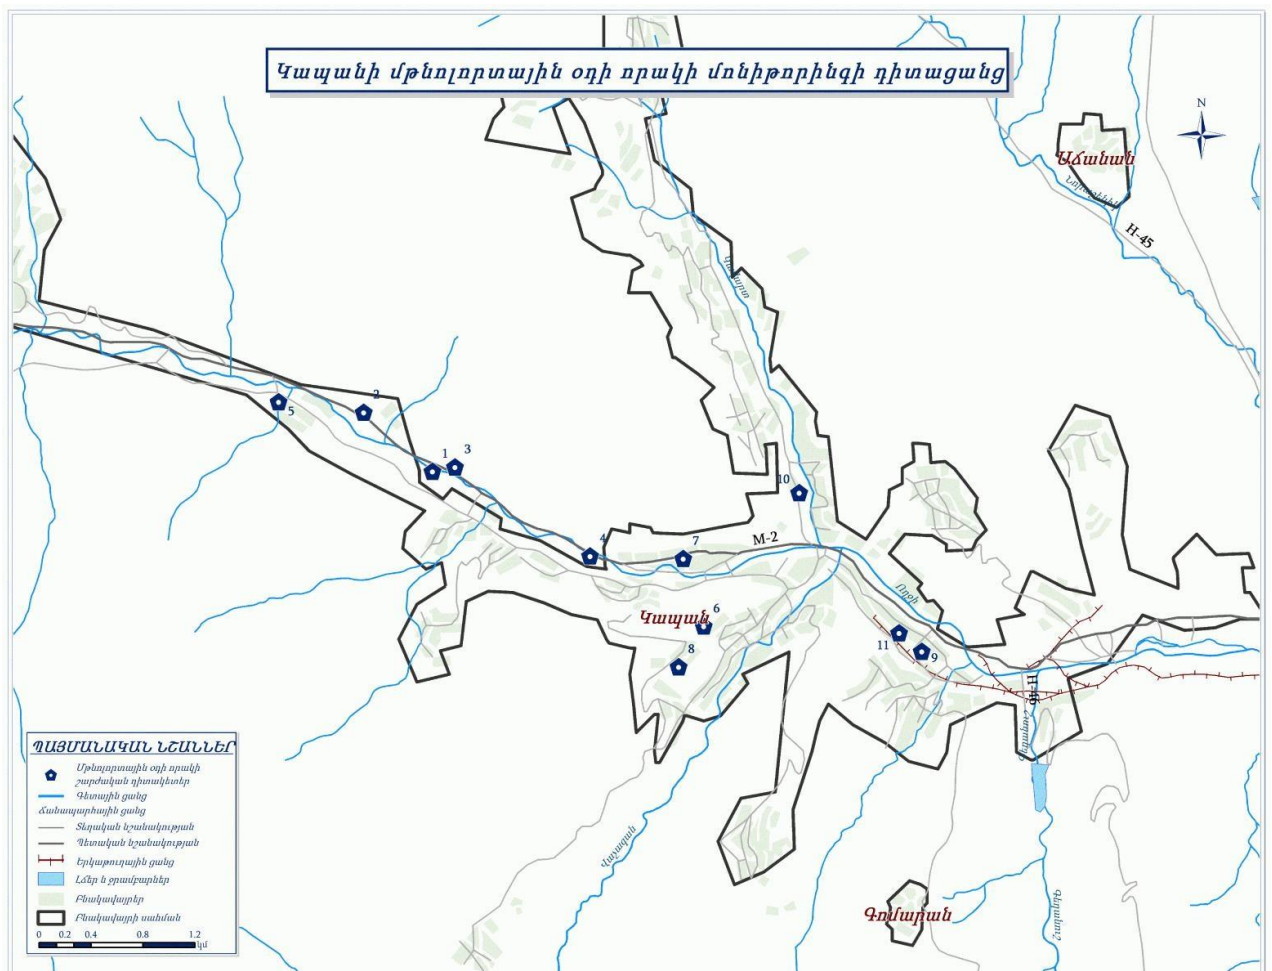 Կապանի մթնոլորտային օդի որակի մոնիթորինգի դիտացանց
N
Աճանան
Նորաշենիկ
H-45
Կավարտ
2
5
1
3
10
4
7
M-2
Ողջի
Կապան
6
11
8
9
H-46
Գեղանուշ
Վաչագան
Գոմարան
ՊԱՅՄԱՆԱԿԱՆ ՆՇԱՆՆԵՐ
Մթնոլորտային օդի որակի
շարժական դիտակետեր
Գետային ցանց
Ճանապարհային ցանց
Տեղական նշանակության
Պետական նշանակության
Երկաթուղային ցանց
Լճեր և ջրամբարներ
Բնակավայրեր
Բնակավայրի սահման
0 0.2 0.4 0.8 1.2
կմ